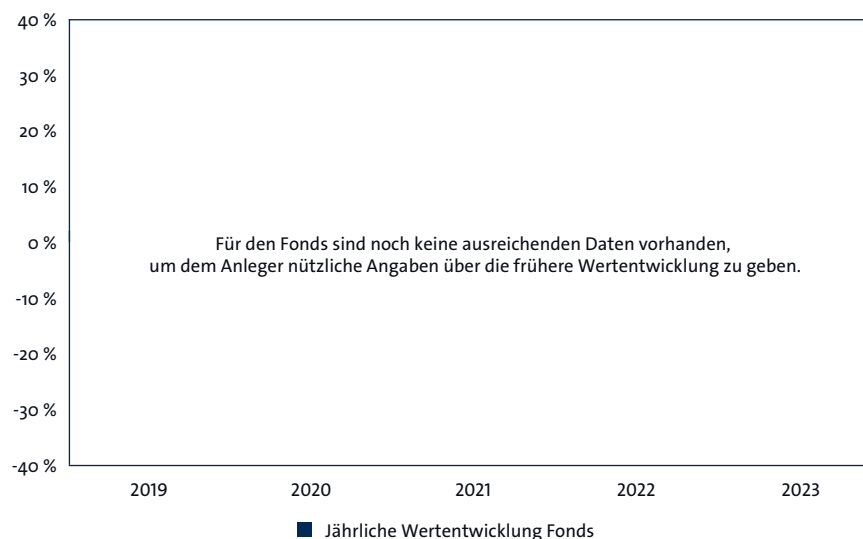 40 %
30 %
20 %
10 %
0 %
-10 %
-20 %
-30 %
-40 %
Für den Fonds sind noch keine ausreichenden Daten vorhanden,
um dem Anleger nützliche Angaben über die frühere Wertentwicklung zu geben.
2019 2020 2021 2022 2023
Jährliche Wertentwicklung Fonds